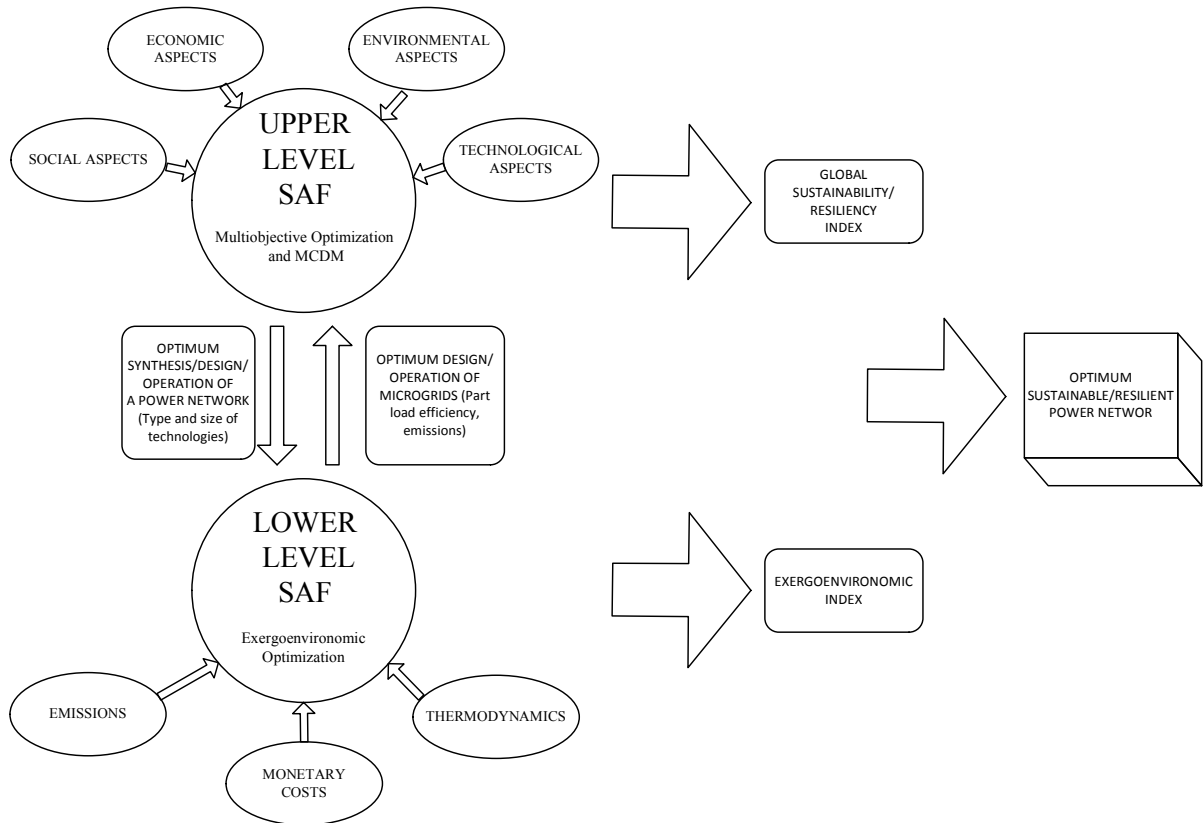 ECONOMIC
ASPECTS
ENVIRONMENTAL
ASPECTS
SOCIAL ASPECTS
TECHNOLOGICAL
ASPECTS
UPPER
LEVEL
SAF
Multiobjective Optimization
and MCDM
GLOBAL
SUSTAINABILITY/
RESILIENCY
INDEX
OPTIMUM
SYNTHESIS/DESIGN/
OPERATION OF
A POWER NETWORK
(Type and size of
technologies)
OPTIMUM DESIGN/
OPERATION OF
MICROGRIDS (Part
load efficiency,
emissions)
OPTIMUM
SUSTAINABLE/RESILIENT
POWER NETWOR
LOWER
LEVEL
SAF
Exergoenvironomic
Optimization
EXERGOENVIRONOMIC
INDEX
EMISSIONS
THERMODYNAMICS
MONETARY
COSTS